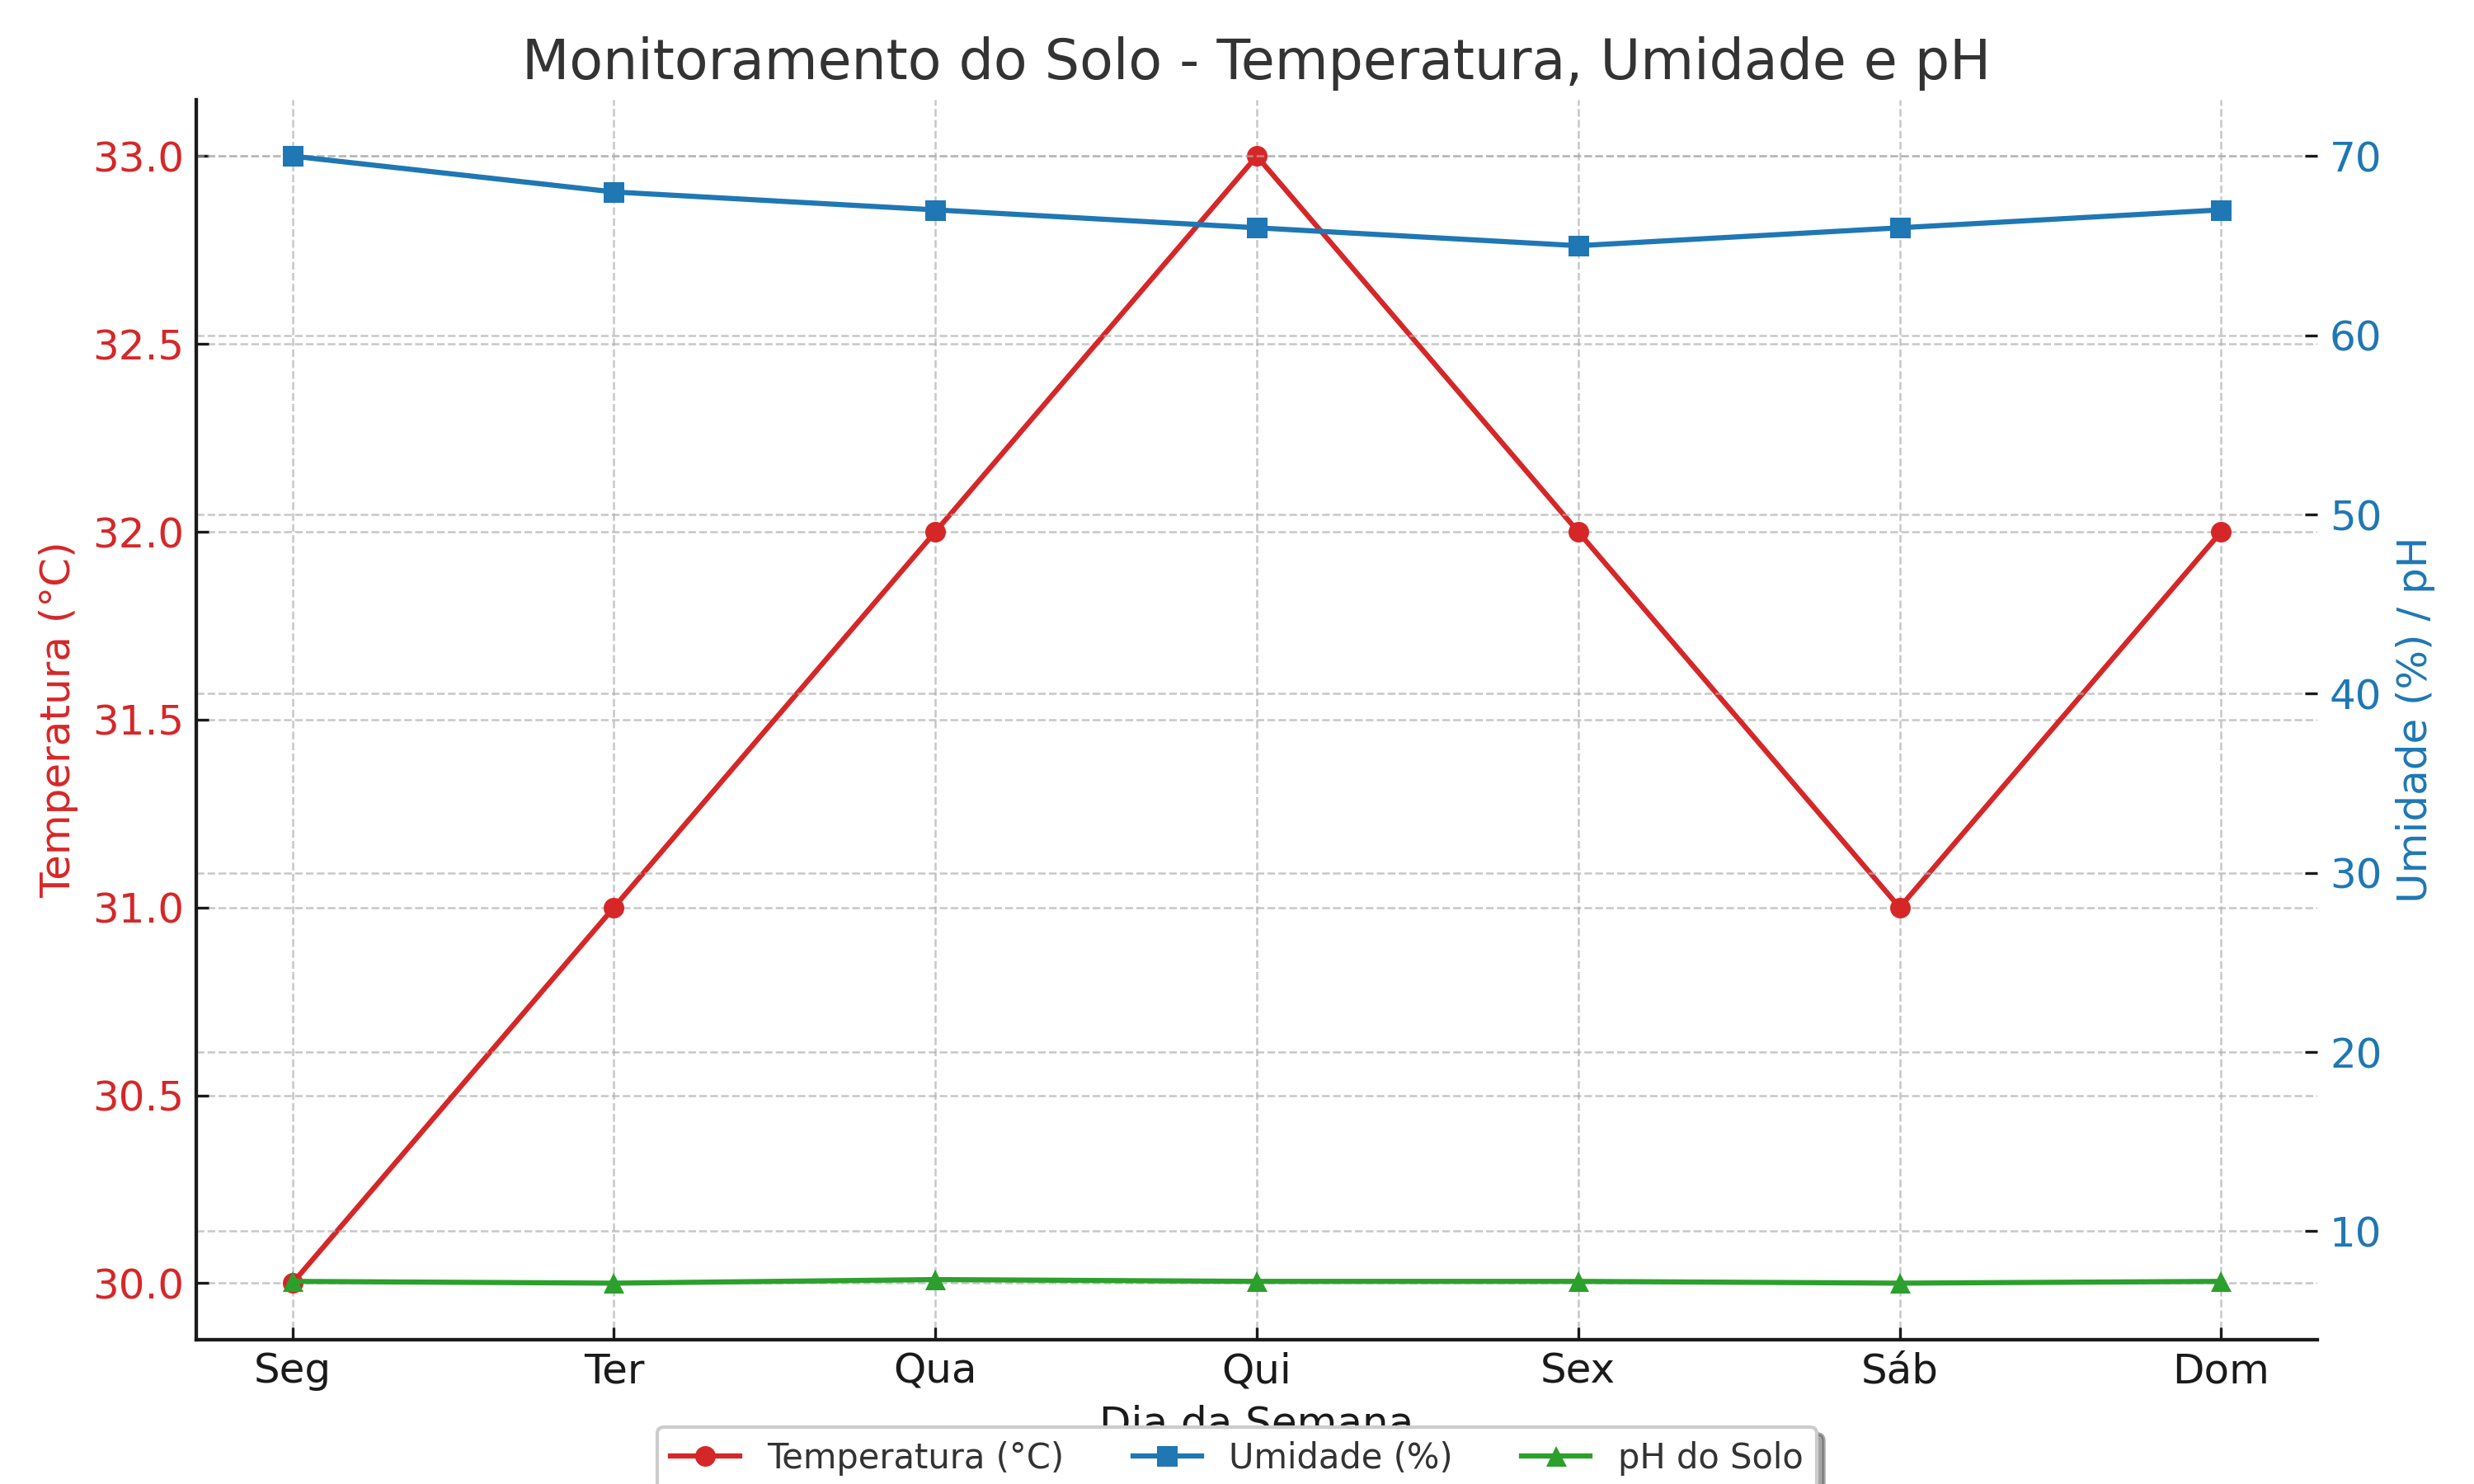 Monitoramento do Solo - Temperatura, Umidade e pH
Temperatura (°C)
33.0
32.5
32.0
31.5
31.0
30.5
30.0
70
60
50
40
30
20
10
Umidade (%) / pH
Seg Ter Qua Qui Sex Sáb Dom
Dia da Semana
Temperatura (°C) Umidade (%) pH do Solo